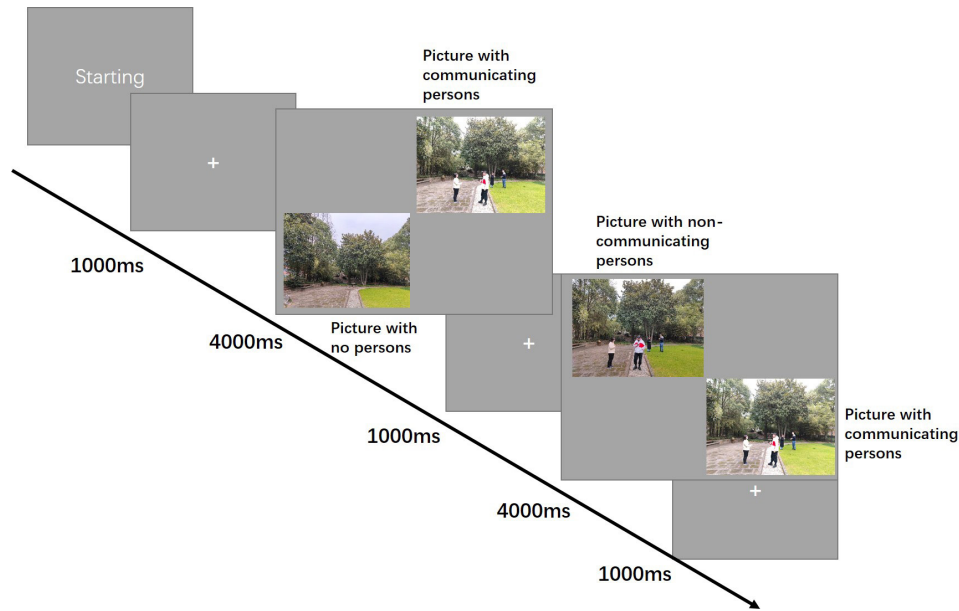 Starting
Picture with
communicating
persons
+
1000ms
Picture with non-
communicating
persons
4000ms
Picture with
no persons
+
1000ms
Picture with
communicating
persons
4000ms
+
1000ms